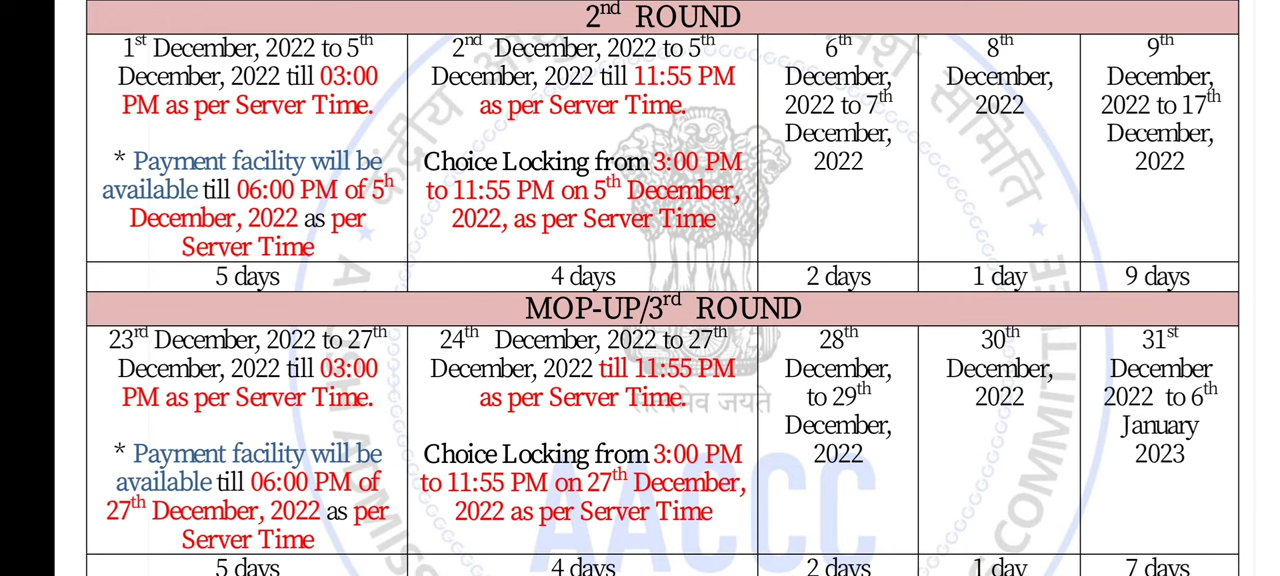 2nd ROUND
1st December, 2022 to 5th
December, 2022 till 03:00
PM as per Server Time.
* Payment facility will be
available till 06:00 PM of 5h
December, 2022 as per
Server Time
2nd December, 2022 to 5th
December, 2022 till 11:55 PM
as per Server Time.
Choice Locking from 3:00 PM
to 11:55 PM on 5th December,
2022, as per Server Time
6th
December,
2022 to 7th
December,
2022
8th
December,
2022
9th
December,
2022 to 17th
December,
2022
5 days
4 days
2 days
1 day
9 days
MOP-UP/3rd ROUND
23rd December, 2022 to 27th
December, 2022 till 03:00
PM as per Server Time.
* Payment facility will be
available till 06:00 PM of
27th December, 2022 as per
Server Time
24th December, 2022 to 27th
December, 2022 till 11:55 PM
as per Server Time.
Choice Locking from 3:00 PM
to 11:55 PM on 27th December,
2022 as per Server Time
28th
December,
to 29th
December,
2022
30th
December,
2022
31st
December
2022 to 6th
January
2023
5 days
4 days
2 days
1 day
7 days
AACCC
COMMITTEE
समिति